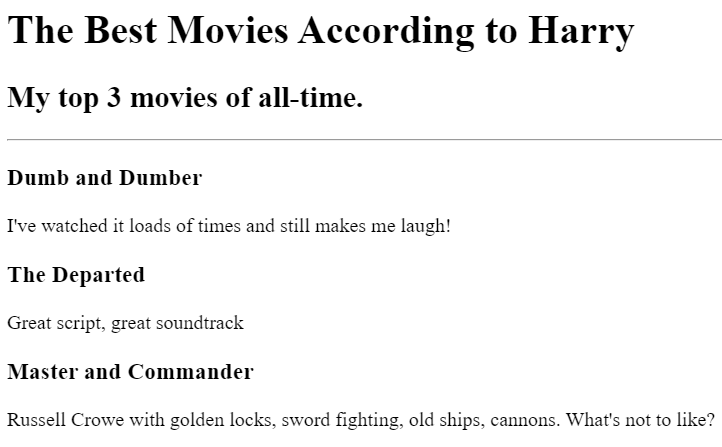 The Best Movies According to Harry
My top 3 movies of all-time.
Dumb and Dumber
I've watched it loads of times and still makes me laugh!
The Departed
Great script, great soundtrack
Master and Commander
Russell Crowe with golden locks, sword fighting, old ships, cannons. What's not to like?